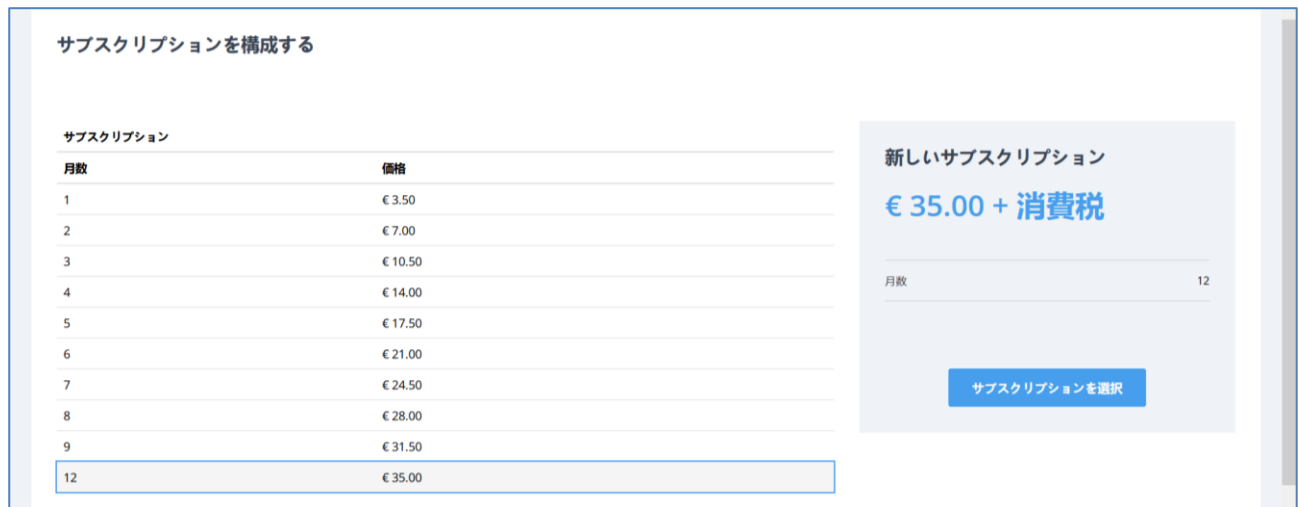 サブスクリプションを構成する
サブスクリプション
月数 価格
1 € 3.50
2 € 7.00
3 € 10.50
4 € 14.00
5 € 17.50
6 € 21.00
7 € 24.50
8 € 28.00
9 € 31.50
12 € 35.00
新しいサブスクリプション
€ 35.00 + 消費税
月数 12
サブスクリプションを選択